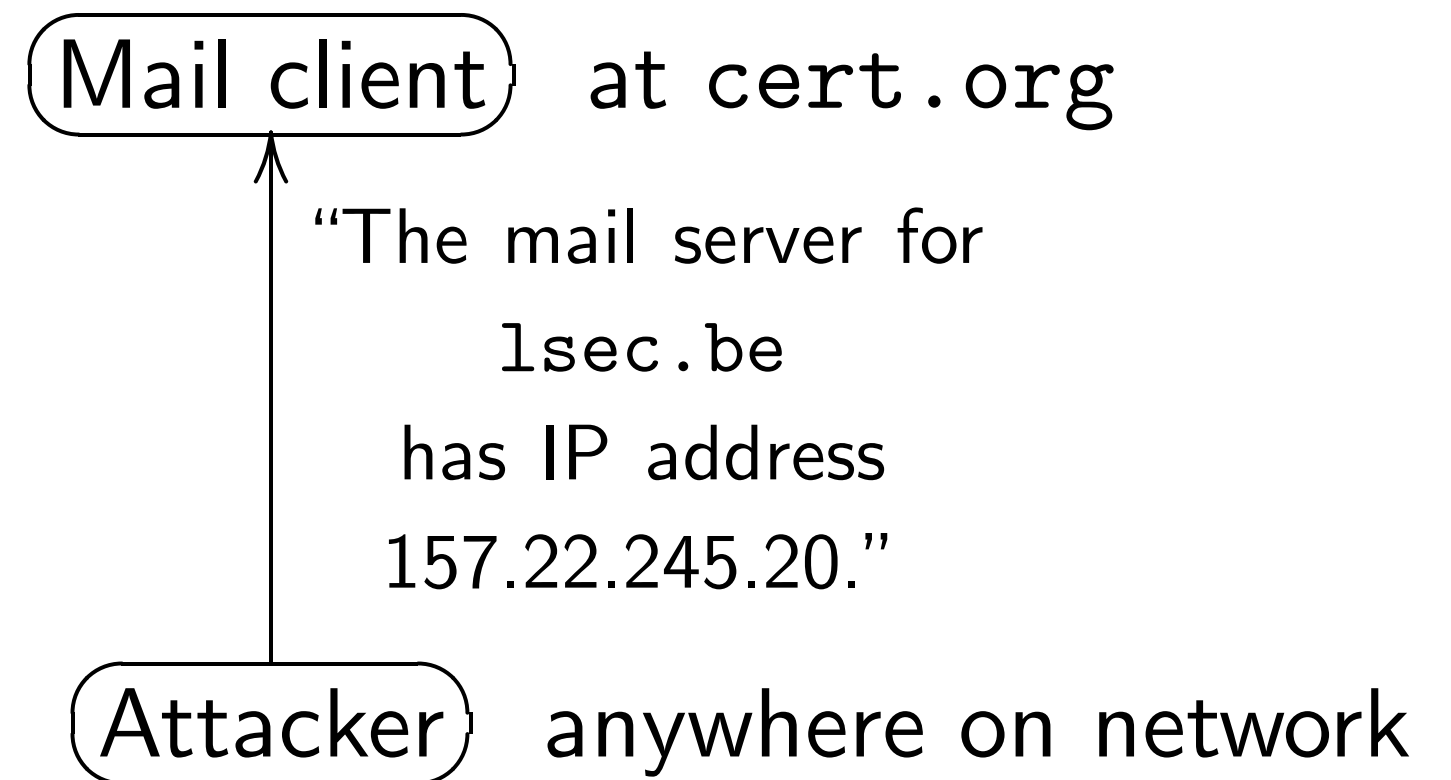 Mail client at cert.org
“The mail server for
lsec.be
has IP address
157.22.245.20.”
Attacker anywhere on network